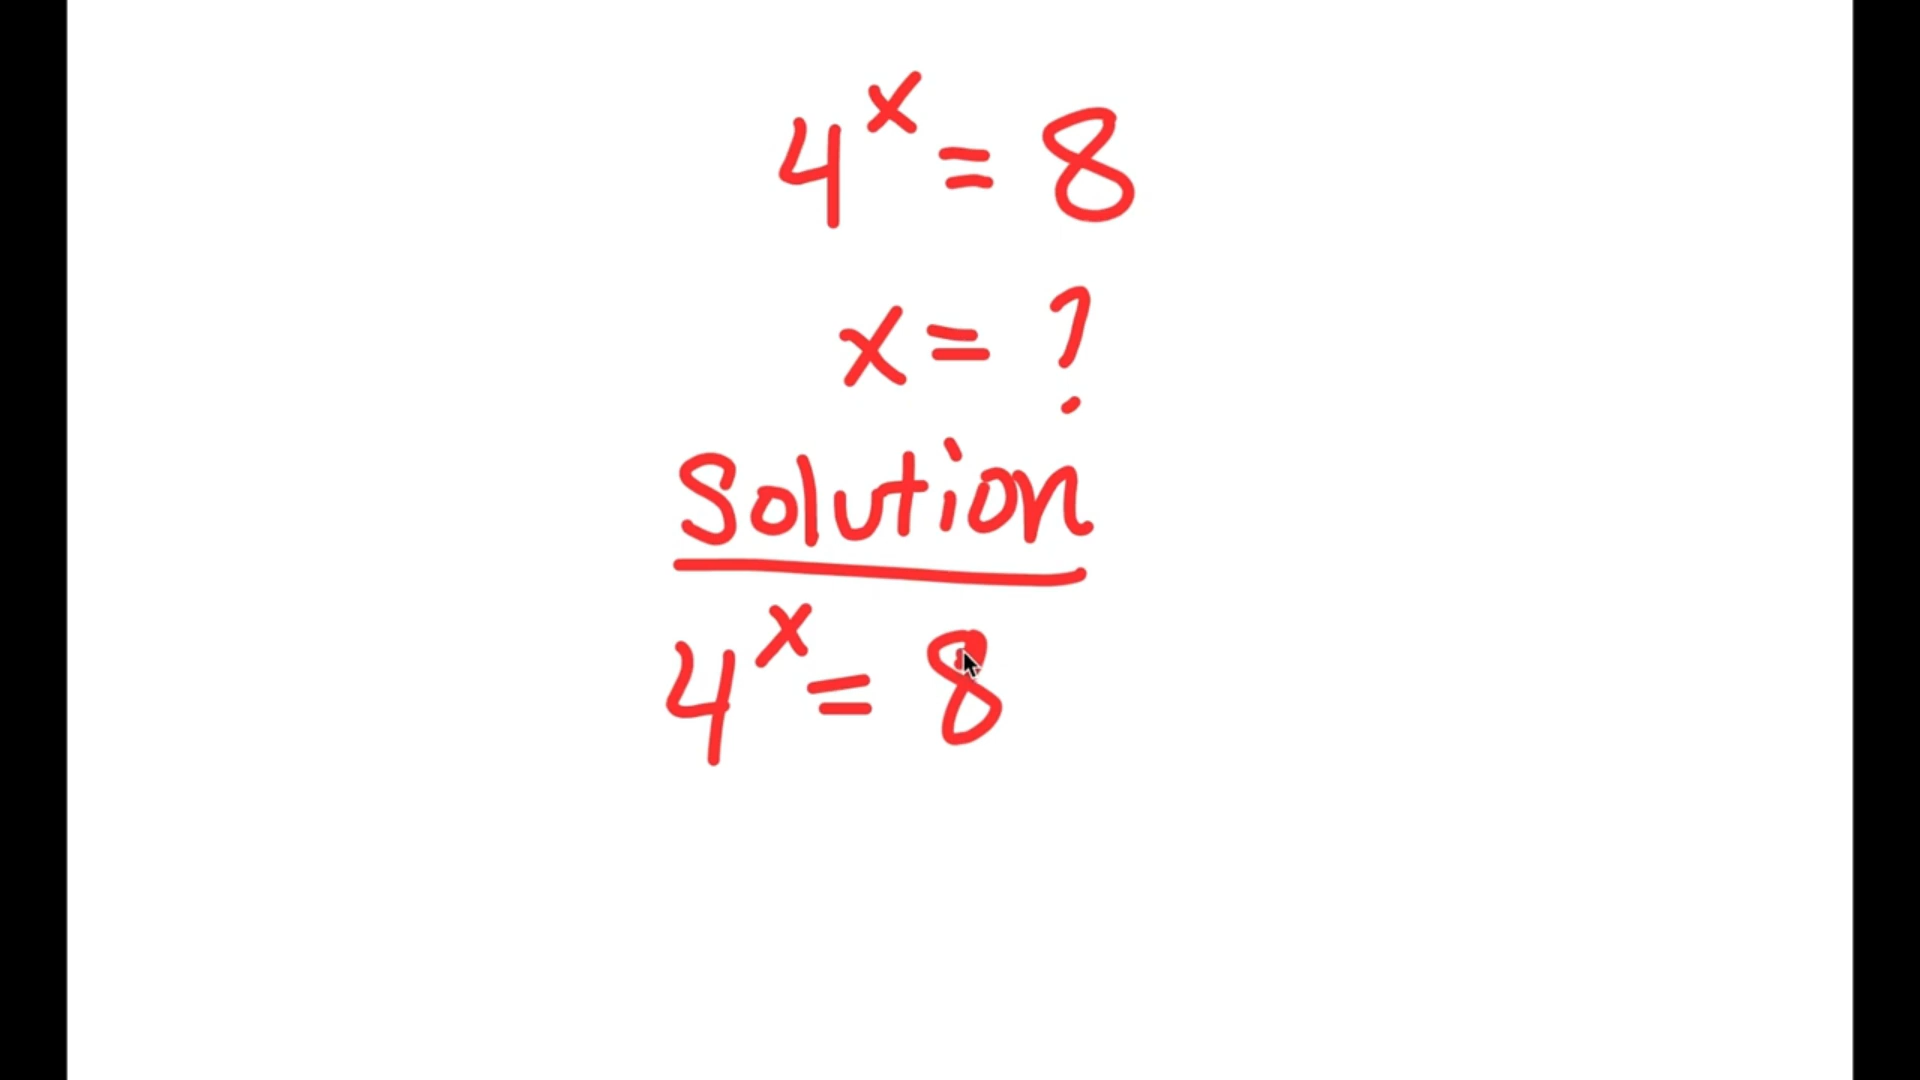 4^x = 8
x = ?
Solution
4^x = 8